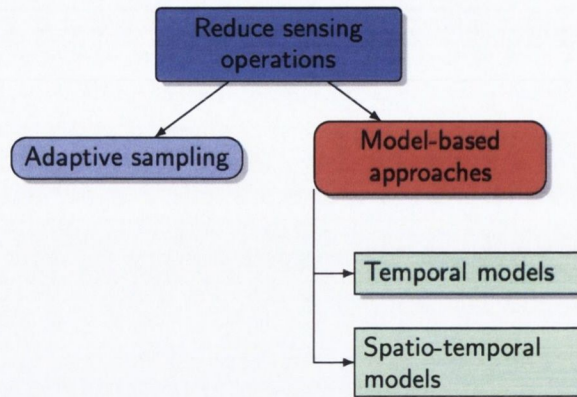 Reduce sensing
operations
Adaptive sampling
Model-based
approaches
Temporal models
Spatio-temporal
models